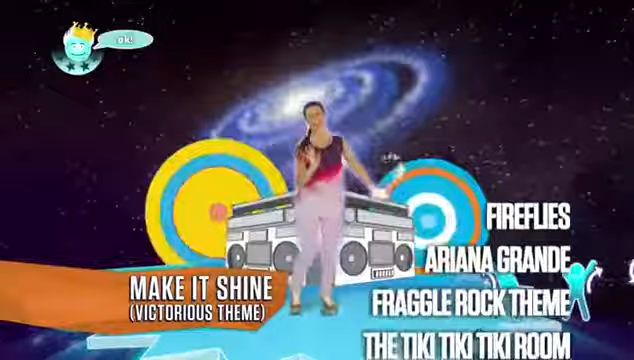 ok!
MAKE IT SHINE
(VICTORIOUS THEME)
FIREFLIES
ARIANA GRANDE
FRAGGLE ROCK THEME
THE TIKI TIKI TIKI ROOM